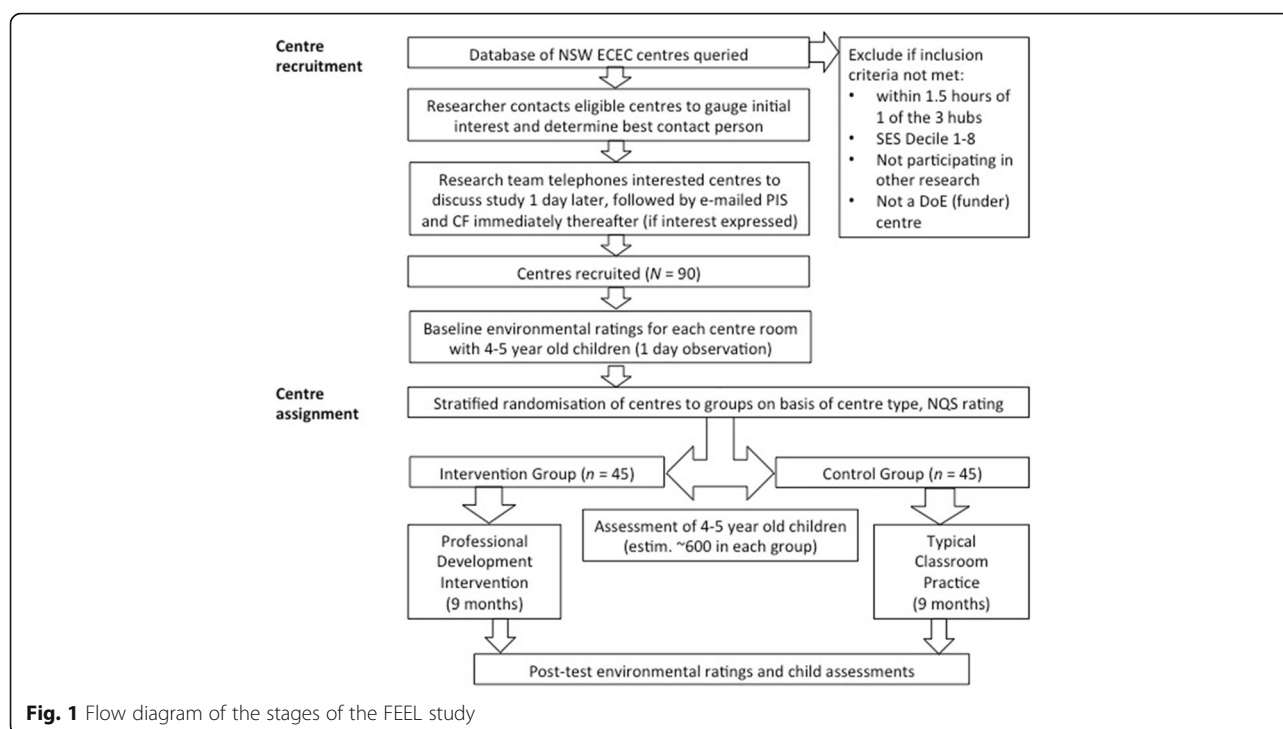 Centre
recruitment
Database of NSW ECEC centres queried
Exclude if inclusion
criteria not met:
• within 1.5 hours of
1 of the 3 hubs
• SES Decile 1-8
• Not participating in
other research
• Not a DoE (funder)
centre
Researcher contacts eligible centres to gauge initial
interest and determine best contact person
Research team telephones interested centres to
discuss study 1 day later, followed by e-mailed PIS
and CF immediately thereafter (if interest expressed)
Centres recruited (N = 90)
Baseline environmental ratings for each centre room
with 4-5 year old children (1 day observation)
Centre
assignment
Stratified randomisation of centres to groups on basis of centre type, NQS rating
Intervention Group (n = 45)
Control Group (n = 45)
Assessment of 4-5 year old children
(estim. ~600 in each group)
Professional
Development
Intervention
(9 months)
Typical
Classroom
Practice
(9 months)
Post-test environmental ratings and child assessments
Fig. 1 Flow diagram of the stages of the FEEL study